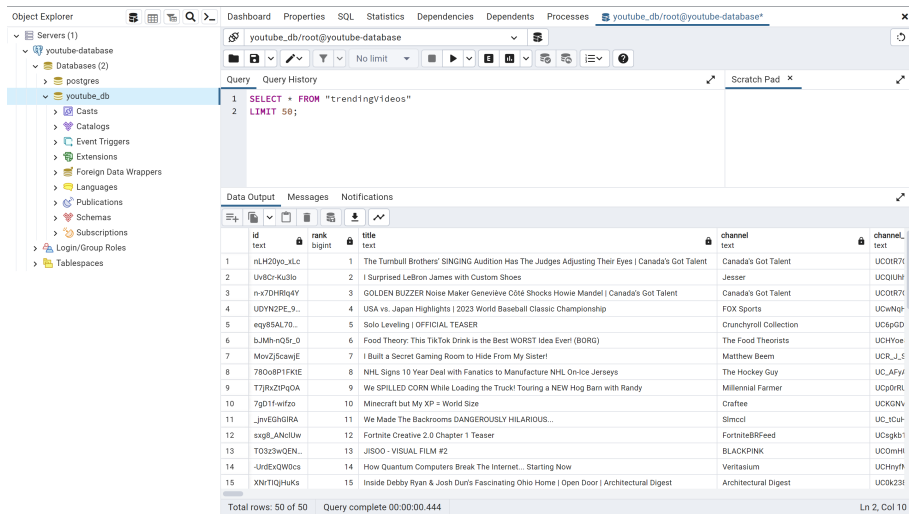 Object Explorer
Dashboard Properties SQL Statistics Dependencies Dependents Processes youtube_db/root@youtube-database*
Servers (1)
youtube-database
Databases (2)
postgres
youtube_db
Casts
Catalogs
Event Triggers
Extensions
Foreign Data Wrappers
Languages
Publications
Schemas
Subscriptions
Login/Group Roles
Tablespaces
youtube_db/root@youtube-database
No limit
Query Query History
Scratch Pad
1 SELECT * FROM "trendingVideos"
2 LIMIT 50;
Data Output Messages Notifications
id rank title channel channel_
text bigint text text text
1 nLH20yo_xLc 1 The Turnbull Brothers' SINGING Audition Has The Judges Adjusting Their Eyes | Canada's Got Talent Canada's Got Talent
2 Uv8Cr-Ku3lo 2 I Surprised LeBron James with Custom Shoes Jesser
3 n-x7DHRlq4Y 3 GOLDEN BUZZER Noise Maker Geneviève Côté Shocks Howie Mandel | Canada's Got Talent Canada's Got Talent
4 UDYN2PE_9... 4 USA vs. Japan Highlights | 2023 World Baseball Classic Championship FOX Sports
5 eqy85AL70... 5 Solo Leveling | OFFICIAL TEASER Crunchyroll Collection
6 bJMh-nQ5r_0 6 Food Theory: This TikTok Drink is the Best WORST Idea Ever! (BORG) The Food Theorists
7 MovZj5cawjE 7 I Built a Secret Gaming Room to Hide From My Sister! Matthew Beem
8 78Oo8P1FKtE 8 NHL Signs 10 Year Deal with Fanatics to Manufacture NHL On-Ice Jerseys The Hockey Guy
9 T7jRxZtPqOA 9 We SPILLED CORN While Loading the Truck! Touring a NEW Hog Barn with Randy Millennial Farmer
10 7gD1f-wifzo 10 Minecraft but My XP = World Size Craftee
11 _jnvEGhGlRA 11 We Made The Backrooms DANGEROUSLY HILARIOUS... Slmccl
12 sxg8_ANclUw 12 Fortnite Creative 2.0 Chapter 1 Teaser FortniteBRFeed
13 TO3z3wQEN... 13 JISOO - VISUAL FILM #2 BLACKPINK
14 -UrdExQW0cs 14 How Quantum Computers Break The Internet... Starting Now Veritasium
15 XNrTlQjHuKs 15 Inside Debby Ryan & Josh Dun's Fascinating Ohio Home | Open Door | Architectural Digest Architectural Digest
Total rows: 50 of 50 Query complete 00:00:00.444 Ln 2, Col 10